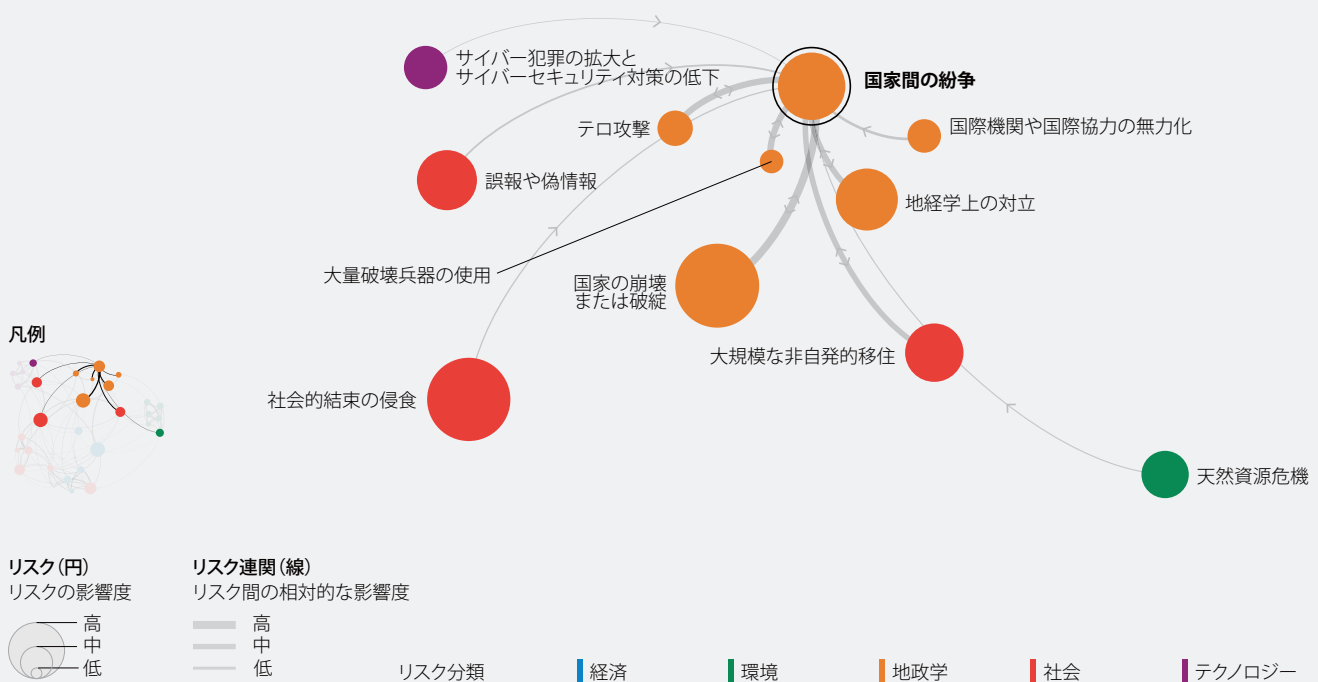 サイバー犯罪の拡大と
サイバーセキュリティ対策の低下
国家間の紛争
テロ攻撃
国際機関や国際協力の無力化
誤報や偽情報
地経学上の対立
大量破壊兵器の使用
国家の崩壊
または破綻
大規模な非自発的移住
社会的結束の侵食
天然資源危機
凡例
リスク（円）
リスクの影響度
高
中
低
リスク連関（線）
リスク間の相対的な影響度
高
中
低
リスク分類
経済
環境
地政学
社会
テクノロジー